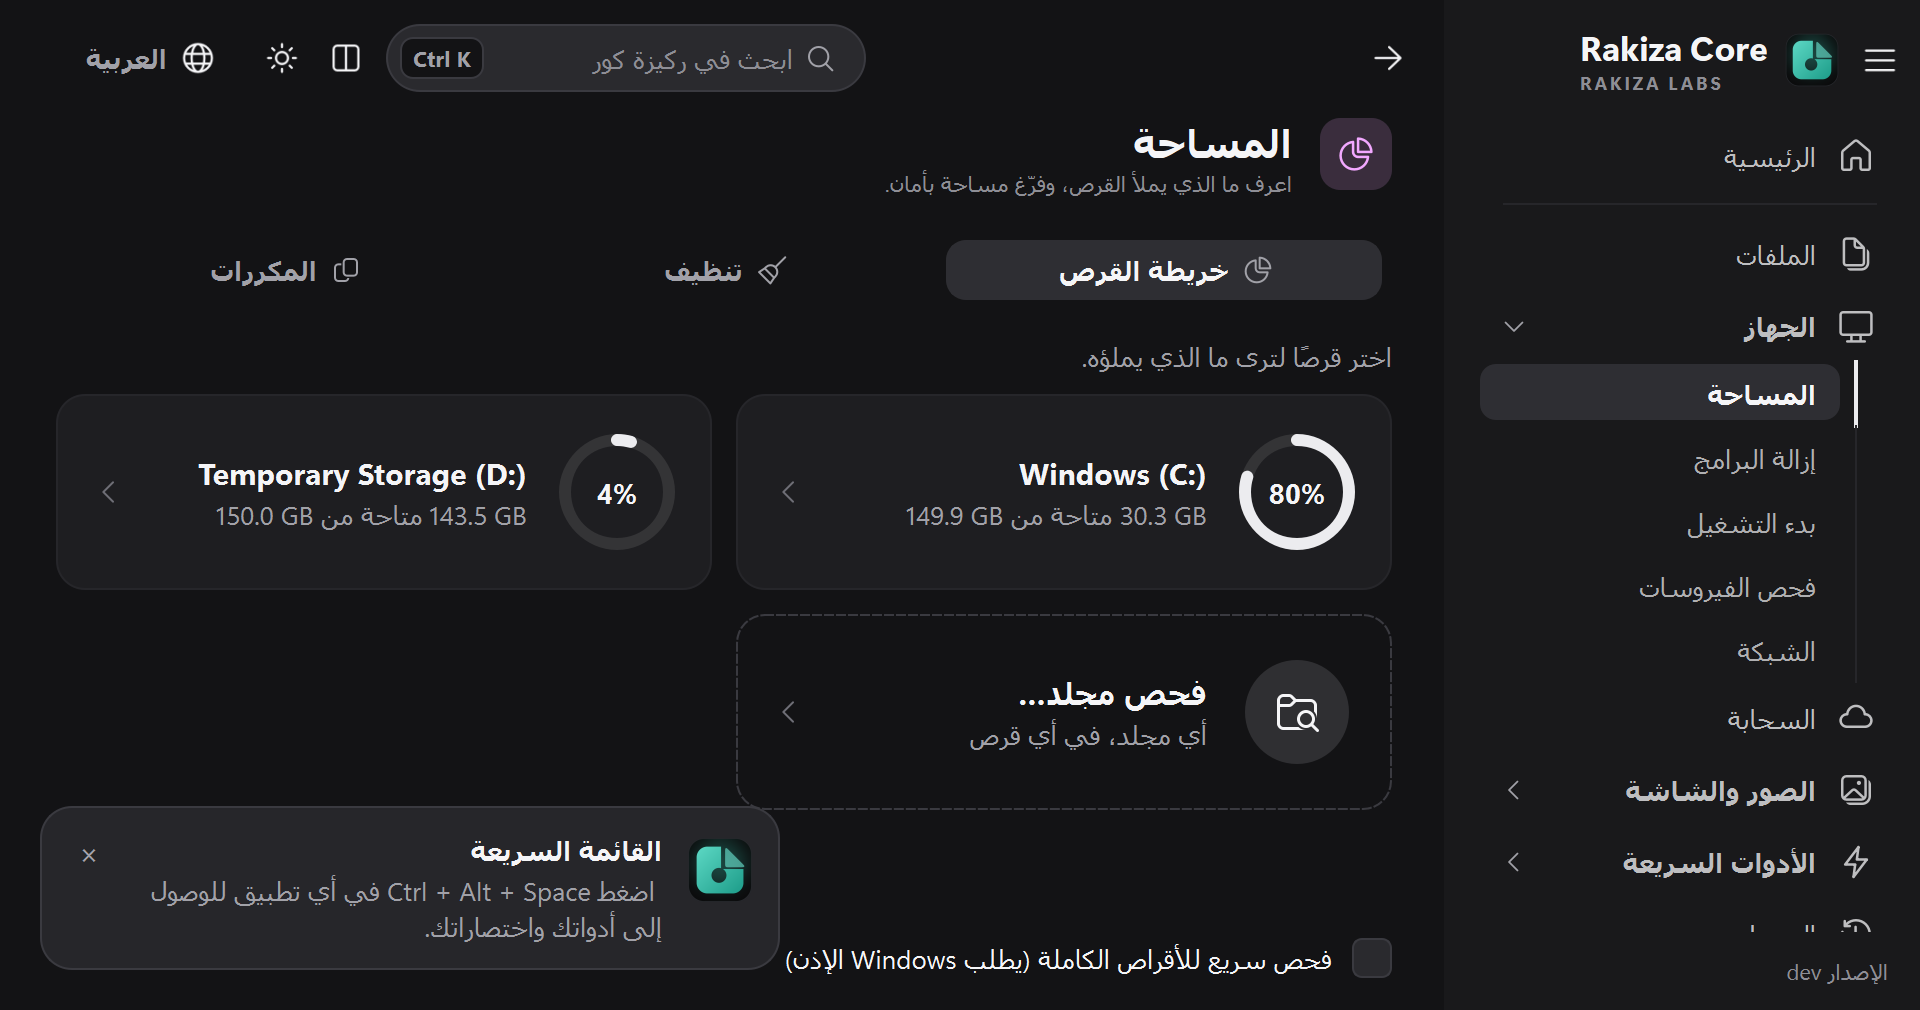 Rakiza Core
RAKIZA LABS
الرئيسية
الملفات
الجهاز
المساحة
إزالة البرامج
بدء التشغيل
فحص الفيروسات
الشبكة
السحابة
الصور والشاشة
الأدوات السريعة
الإصدار dev
ابحث في ركيزة كور
Ctrl K
العربية
المساحة
اعرف ما الذي يملأ القرص، وفرّغ مساحة بأمان.
خريطة القرص
تنظيف
المكررات
اختر قرصًا لترى ما الذي يملؤه.
80%
Windows (C:)
30.3 GB متاحة من 149.9 GB
4%
Temporary Storage (D:)
143.5 GB متاحة من 150.0 GB
فحص مجلد...
أي مجلد، في أي قرص
فحص سريع للأقراص الكاملة (يطلب Windows الإذن)
القائمة السريعة
اضغط Ctrl + Alt + Space في أي تطبيق للوصول
إلى أدواتك واختصاراتك.